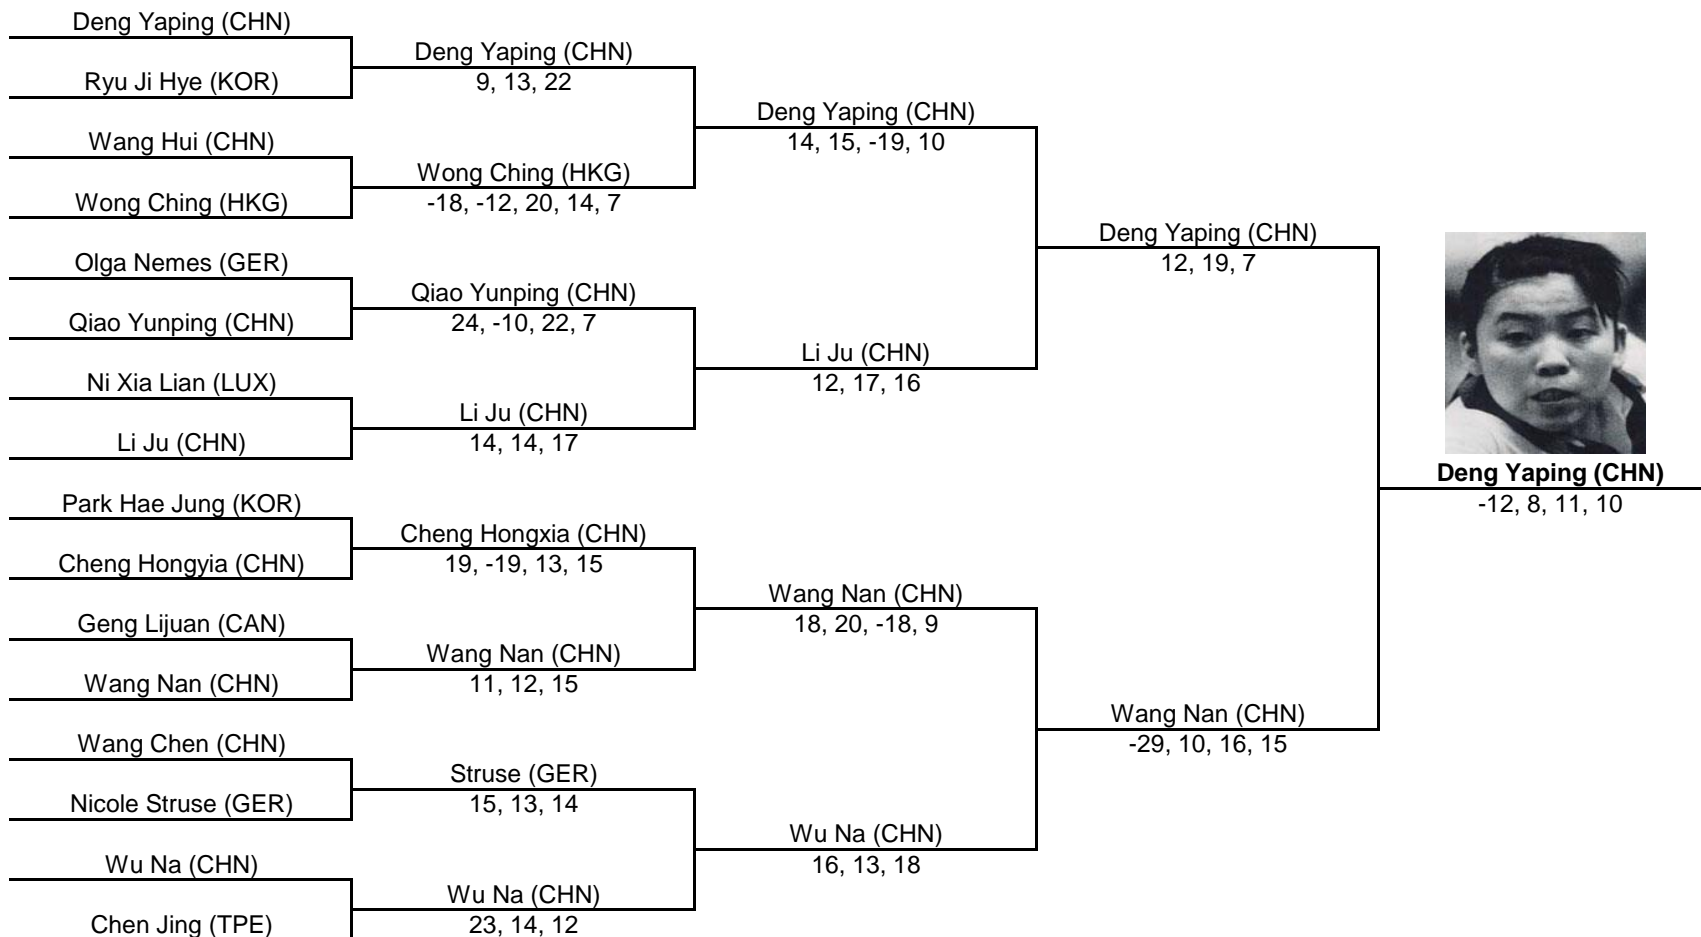 Deng Yaping (CHN)
Ryu Ji Hye (KOR)
Wang Hui (CHN)
Wong Ching (HKG)
Olga Nemes (GER)
Qiao Yunping (CHN)
Ni Xia Lian (LUX)
Li Ju (CHN)
Park Hae Jung (KOR)
Cheng Hongyia (CHN)
Geng Lijuan (CAN)
Wang Nan (CHN)
Wang Chen (CHN)
Nicole Struse (GER)
Wu Na (CHN)
Chen Jing (TPE)
Deng Yaping (CHN)
9, 13, 22
Wong Ching (HKG)
-18, -12, 20, 14, 7
Qiao Yunping (CHN)
24, -10, 22, 7
Li Ju (CHN)
14, 14, 17
Cheng Hongxia (CHN)
19, -19, 13, 15
Wang Nan (CHN)
11, 12, 15
Struse (GER)
15, 13, 14
Wu Na (CHN)
23, 14, 12
Deng Yaping (CHN)
14, 15, -19, 10
Li Ju (CHN)
12, 17, 16
Wang Nan (CHN)
18, 20, -18, 9
Wu Na (CHN)
16, 13, 18
Deng Yaping (CHN)
12, 19, 7
Wang Nan (CHN)
-29, 10, 16, 15
Deng Yaping (CHN)
-12, 8, 11, 10